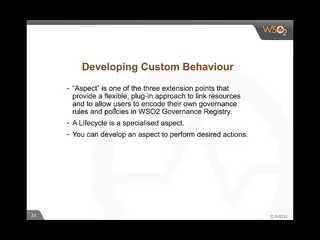 WSO2
Developing Custom Behaviour
• “Aspect” is one of the three extension points that
provide a flexible, plug-in approach to link resources
and to allow users to encode their own governance
rules and policies in WSO2 Governance Registry.
• A Lifecycle is a specialised aspect.
• You can develop an aspect to perform desired actions.
© WSO2